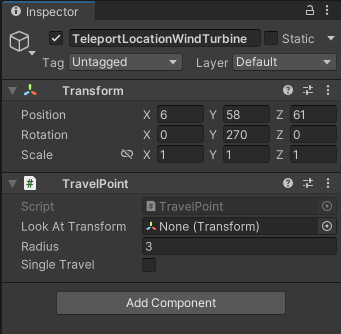 Inspector
TeleportLocationWindTurbine Static
Tag Untagged Layer Default
Transform
Position X 6 Y 58 Z 61
Rotation X 0 Y 270 Z 0
Scale X 1 Y 1 Z 1
# TravelPoint
Script # TravelPoint
Look At Transform None (Transform)
Radius 3
Single Travel
Add Component